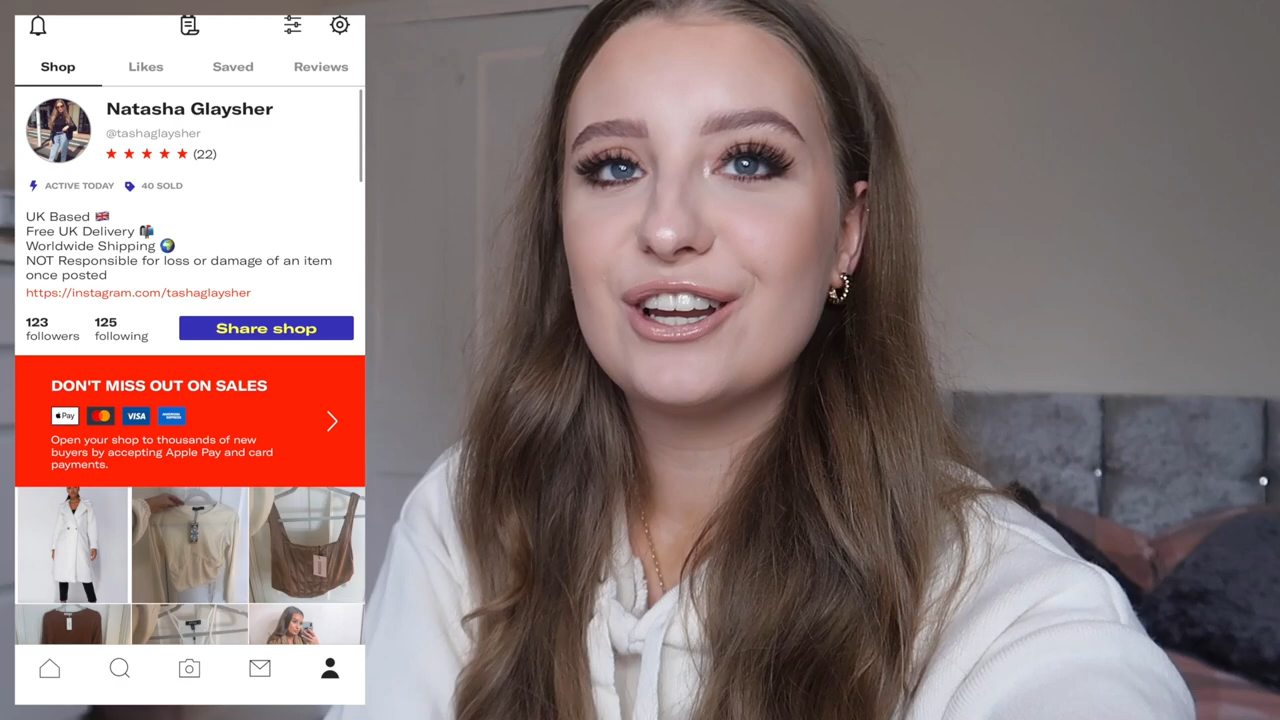 Shop Likes Saved Reviews
Natasha Glaysher
@tashaglaysher
(22)
ACTIVE TODAY 40 SOLD
UK Based 🇬🇧
Free UK Delivery 📬
Worldwide Shipping 🌍
NOT Responsible for loss or damage of an item
once posted
https://instagram.com/tashaglaysher
123 125
followers following
Share shop
DON'T MISS OUT ON SALES
Pay VISA AMERICAN EXPRESS
Open your shop to thousands of new
buyers by accepting Apple Pay and card
payments.